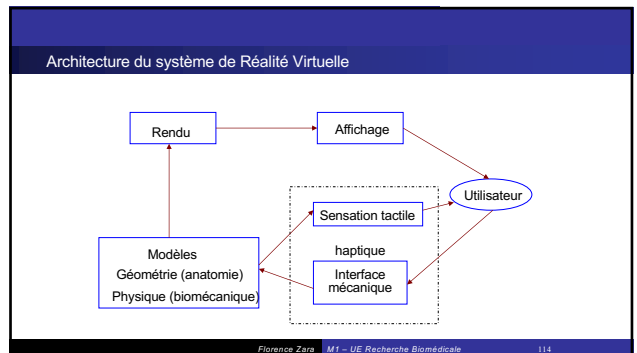 Architecture du système de Réalité Virtuelle
Rendu
Affichage
Utilisateur
Sensation tactile
haptique
Interface
mécanique
Modèles
Géométrie (anatomie)
Physique (biomécanique)
Florence Zara M1 – UE Recherche Biomédicale 114